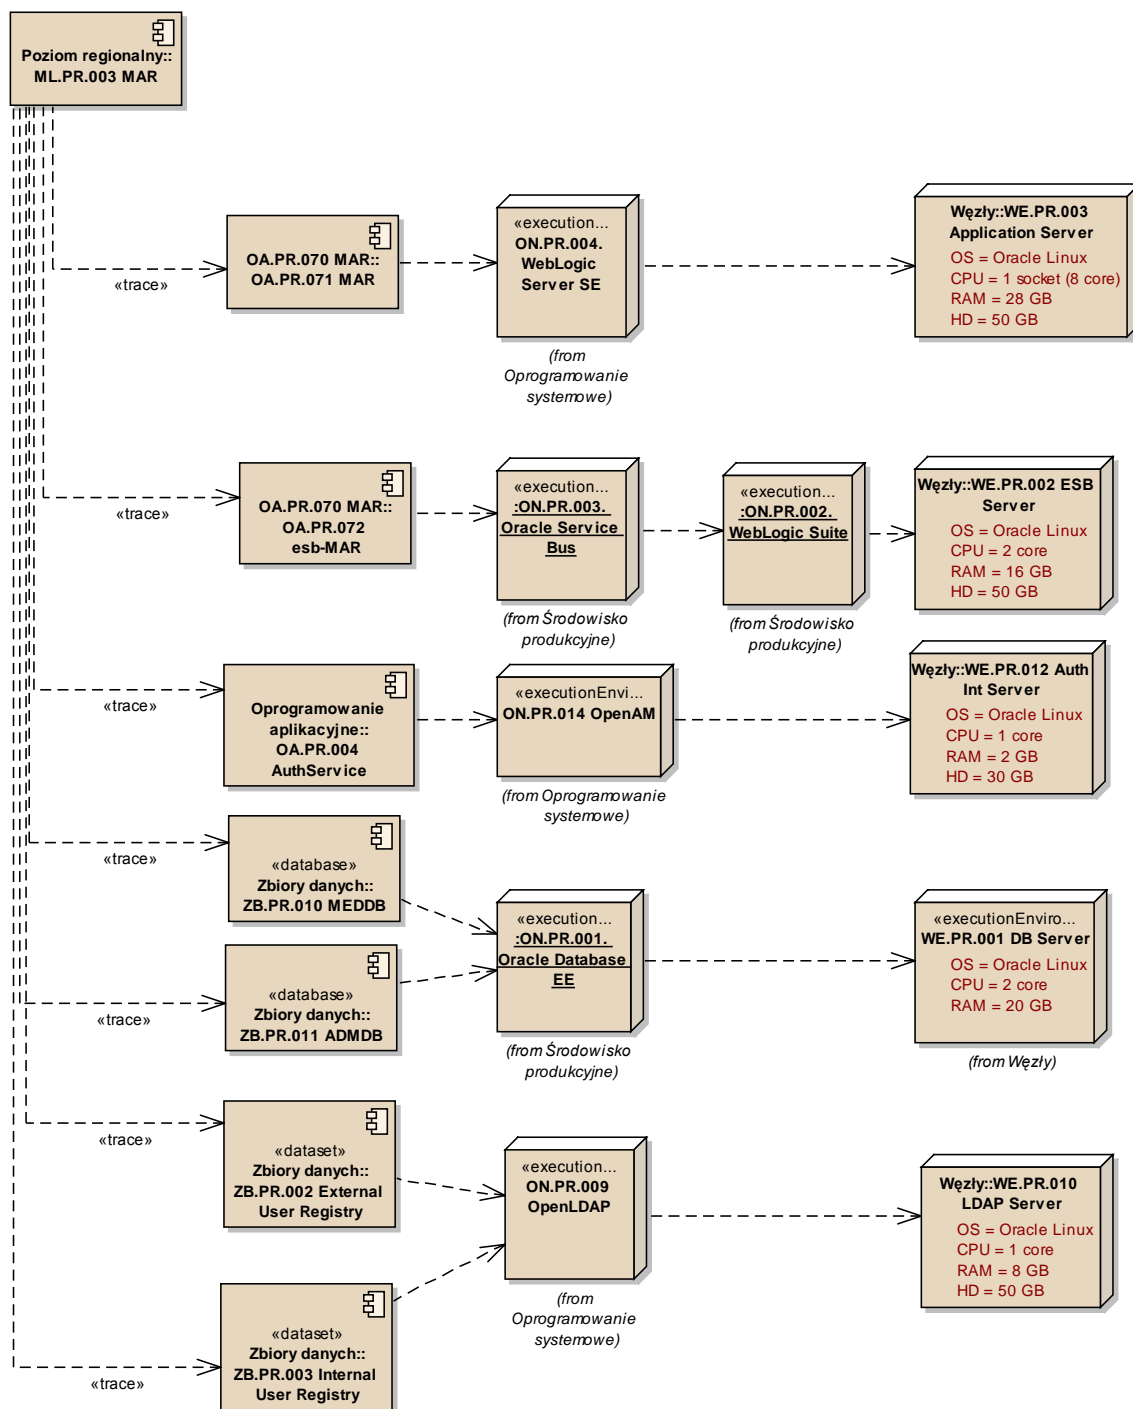 Poziom regionalny::
ML.PR.003 MAR
«trace»
OA.PR.070 MAR::
OA.PR.071 MAR
«execution...
ON.PR.004.
WebLogic
Server SE
(from
Oprogramowanie
systemowe)
Węzły::WE.PR.003
Application Server
OS = Oracle Linux
CPU = 1 socket (8 core)
RAM = 28 GB
HD = 50 GB
«trace»
OA.PR.070 MAR::
OA.PR.072
esb-MAR
«execution...
:ON.PR.003.
Oracle Service
Bus
(from Środowisko
produkcyjne)
«execution...
:ON.PR.002.
WebLogic Suite
(from Środowisko
produkcyjne)
Węzły::WE.PR.002 ESB
Server
OS = Oracle Linux
CPU = 2 core
RAM = 16 GB
HD = 50 GB
«trace»
Oprogramowanie
aplikacyjne::
OA.PR.004
AuthService
«executionEnvi...
ON.PR.014 OpenAM
(from Oprogramowanie
systemowe)
Węzły::WE.PR.012 Auth
Int Server
OS = Oracle Linux
CPU = 1 core
RAM = 2 GB
HD = 30 GB
«trace»
«database»
Zbiory danych::
ZB.PR.010 MEDDB
«trace»
«database»
Zbiory danych::
ZB.PR.011 ADMDB
«execution...
:ON.PR.001.
Oracle Database
EE
(from Środowisko
produkcyjne)
«executionEnviro...
WE.PR.001 DB Server
OS = Oracle Linux
CPU = 2 core
RAM = 20 GB
(from Węzły)
«trace»
«dataset»
Zbiory danych::
ZB.PR.002 External
User Registry
«execution...
ON.PR.009
OpenLDAP
(from
Oprogramowanie
systemowe)
Węzły::WE.PR.010
LDAP Server
OS = Oracle Linux
CPU = 1 core
RAM = 8 GB
HD = 50 GB
«trace»
«dataset»
Zbiory danych::
ZB.PR.003 Internal
User Registry